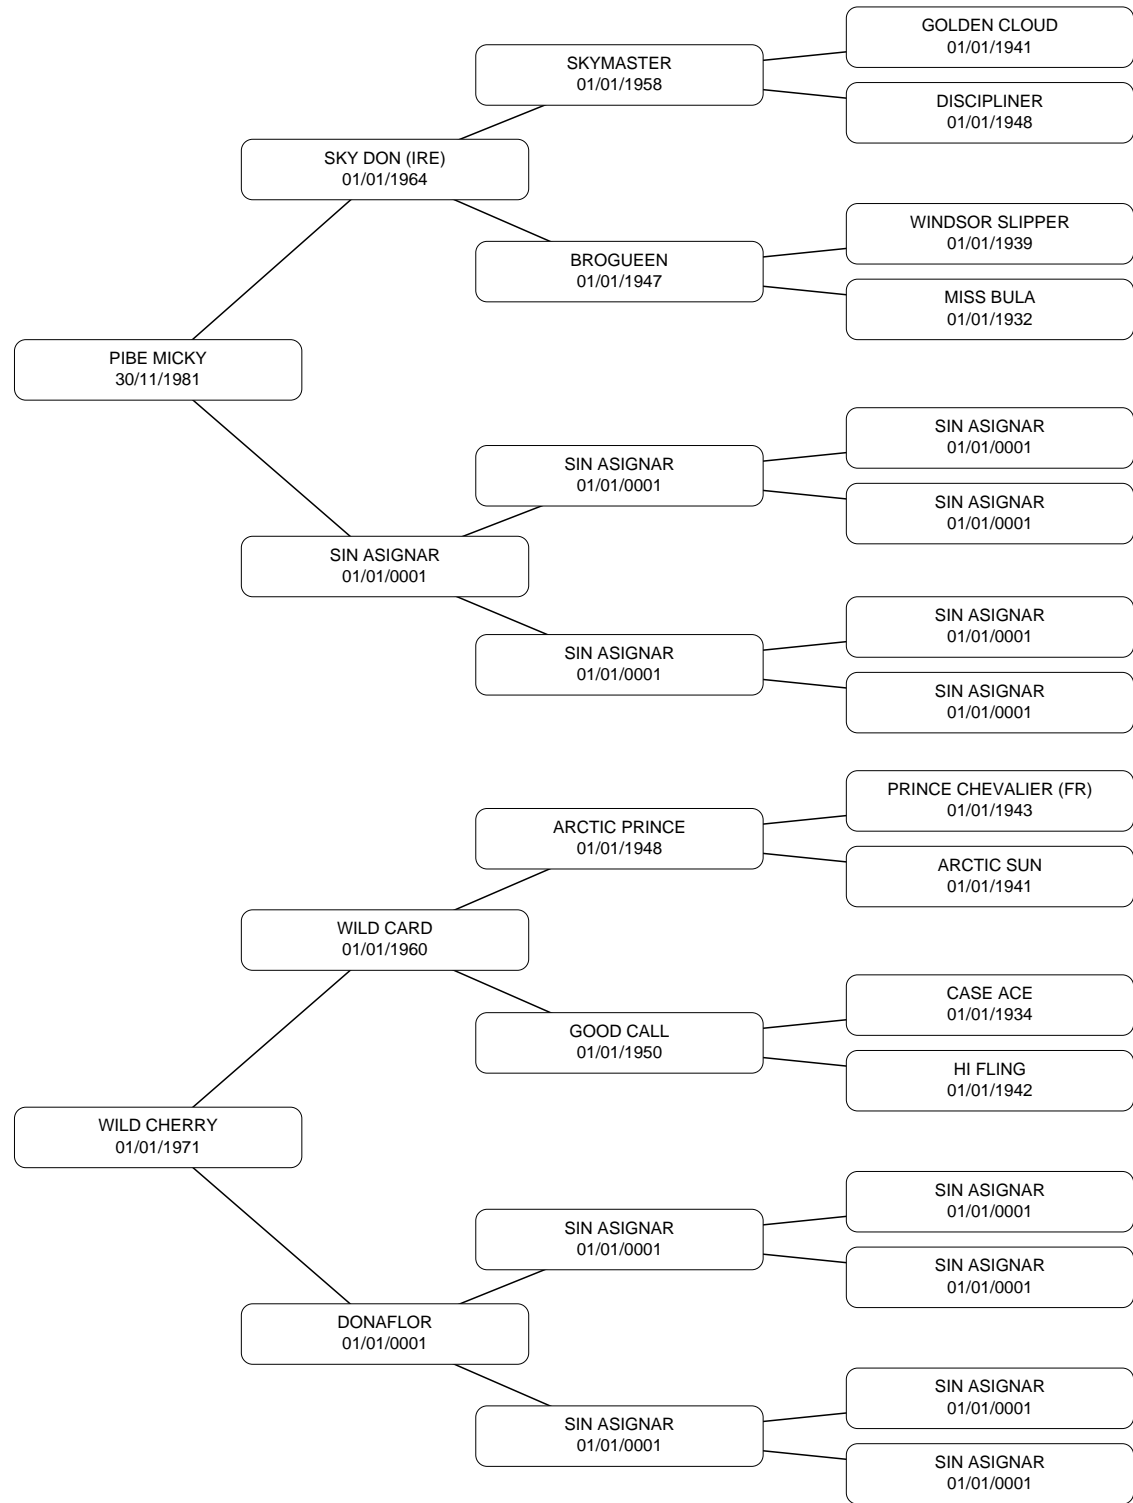 GOLDEN CLOUD
01/01/1941
SKYMASTER
01/01/1958
DISCIPLINER
01/01/1948
SKY DON (IRE)
01/01/1964
WINDSOR SLIPPER
01/01/1939
BROGUEEN
01/01/1947
MISS BULA
01/01/1932
PIBE MICKY
30/11/1981
SIN ASIGNAR
01/01/0001
SIN ASIGNAR
01/01/0001
SIN ASIGNAR
01/01/0001
SIN ASIGNAR
01/01/0001
SIN ASIGNAR
01/01/0001
SIN ASIGNAR
01/01/0001
SIN ASIGNAR
01/01/0001
PRINCE CHEVALIER (FR)
01/01/1943
ARCTIC PRINCE
01/01/1948
ARCTIC SUN
01/01/1941
WILD CARD
01/01/1960
CASE ACE
01/01/1934
GOOD CALL
01/01/1950
HI FLING
01/01/1942
WILD CHERRY
01/01/1971
SIN ASIGNAR
01/01/0001
SIN ASIGNAR
01/01/0001
SIN ASIGNAR
01/01/0001
DONAFLOR
01/01/0001
SIN ASIGNAR
01/01/0001
SIN ASIGNAR
01/01/0001
SIN ASIGNAR
01/01/0001